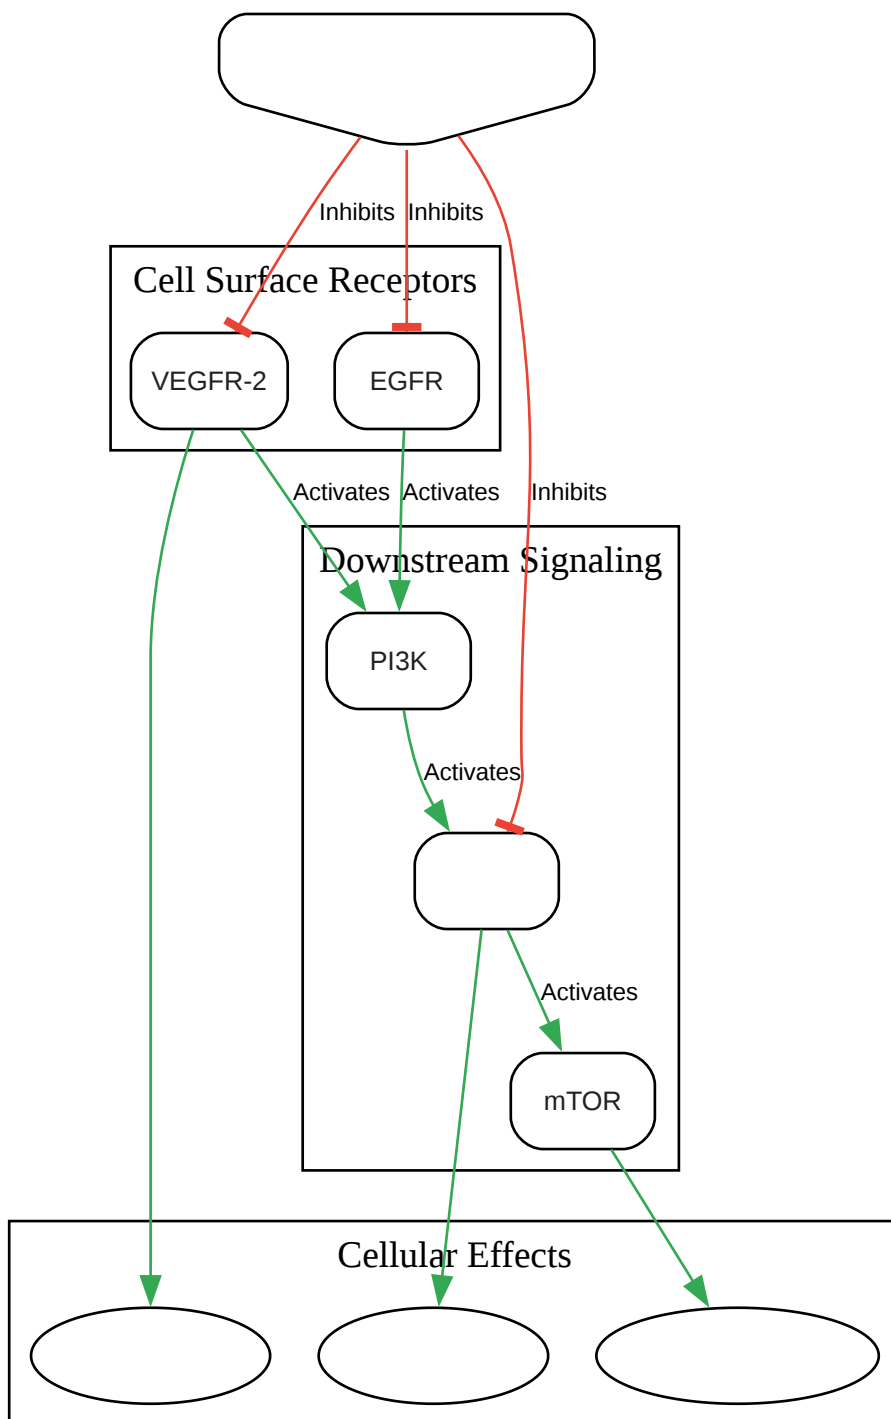 Inhibits
Inhibits
Cell Surface Receptors
VEGFR-2
EGFR
Activates
Activates
Inhibits
Downstream Signaling
PI3K
Activates
Activates
mTOR
Cellular Effects